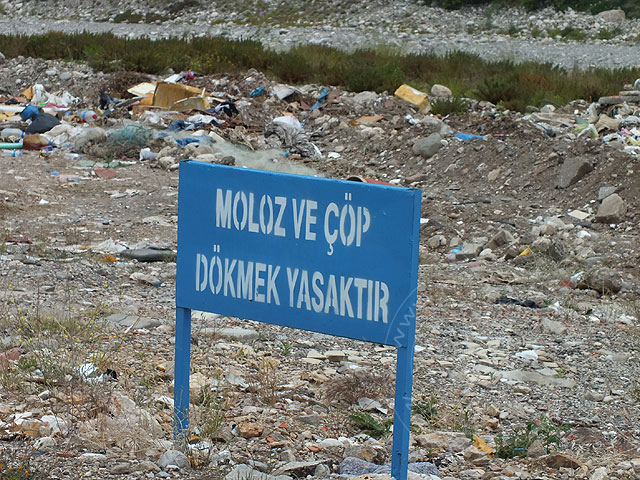 MOLOZ VE ÇÖP
DÖKMEK YASAKTIR